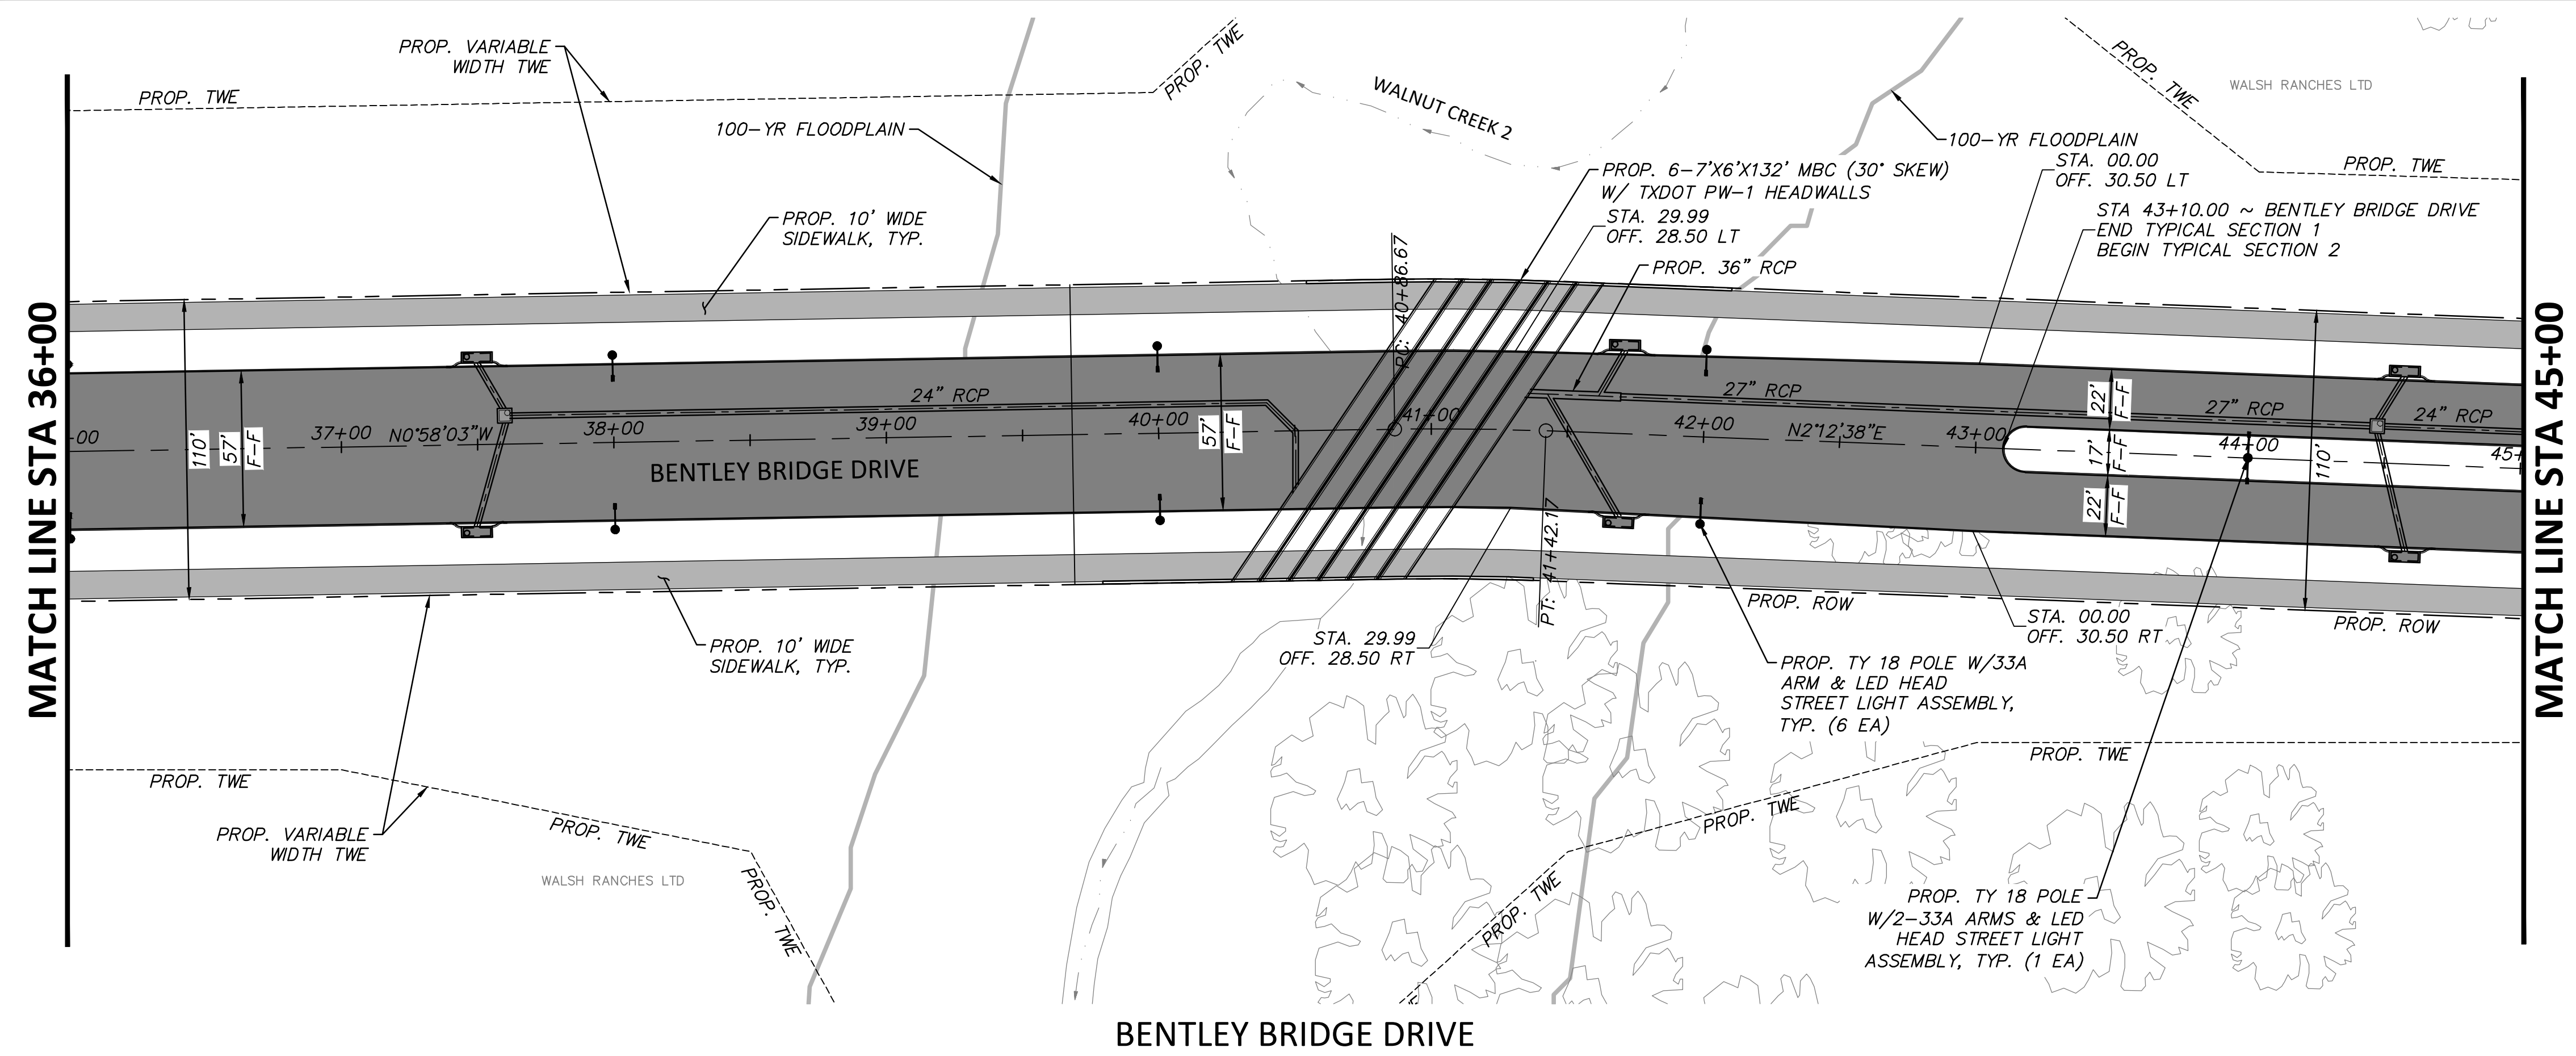 PROP. VARIABLE
WIDTH TWE
PROP. TWE
PROP. TWE
100-YR FLOODPLAIN
WALNUT CREEK 2
PROP. TWE
WALSH RANCHES LTD
100-YR FLOODPLAIN
PROP. TWE
PROP. 6-7'X6'X132' MBC (30° SKEW)
W/ TXDOT PW-1 HEADWALLS
STA. 00.00
OFF. 30.50 LT
STA 43+10.00 ~ BENTLEY BRIDGE DRIVE
END TYPICAL SECTION 1
BEGIN TYPICAL SECTION 2
PROP. 10' WIDE
SIDEWALK, TYP.
STA. 29.99
OFF. 28.50 LT
PROP. 36" RCP
PC: 40+86.67
MATCH LINE STA 36+00
MATCH LINE STA 45+00
110'
57'
F-F
24" RCP
57'
F-F
27" RCP
22'
F-F
27" RCP
24" RCP
+00
37+00
N0°58'03"W
38+00
39+00
40+00
41+00
42+00
N2°12'38"E
43+00
44+00
45+
17'
F-F
110'
22'
F-F
BENTLEY BRIDGE DRIVE
PT: 41+42.17
PROP. ROW
PROP. ROW
STA. 00.00
OFF. 30.50 RT
STA. 29.99
OFF. 28.50 RT
PROP. 10' WIDE
SIDEWALK, TYP.
PROP. TY 18 POLE W/33A
ARM & LED HEAD
STREET LIGHT ASSEMBLY,
TYP. (6 EA)
PROP. TWE
PROP. TWE
PROP. TWE
PROP. VARIABLE
WIDTH TWE
PROP. TWE
WALSH RANCHES LTD
PROP. TWE
PROP. TWE
PROP. TY 18 POLE
W/2-33A ARMS & LED
HEAD STREET LIGHT
ASSEMBLY, TYP. (1 EA)
BENTLEY BRIDGE DRIVE